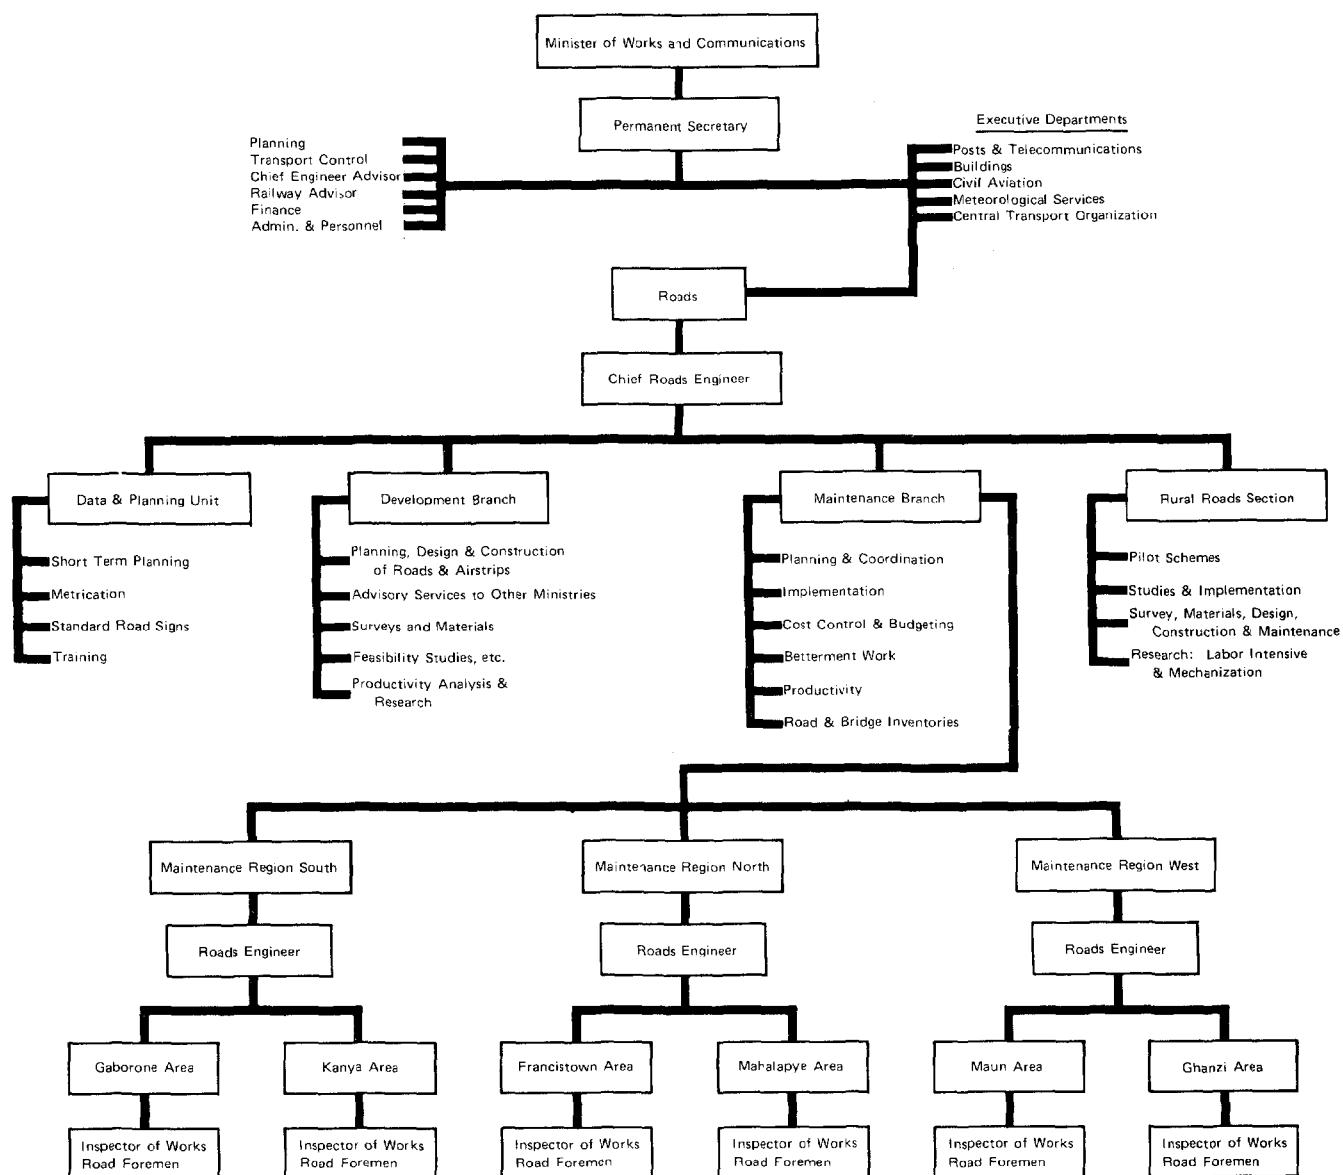 Minister of Works and Communications
Permanent Secretary
Planning
Transport Control
Chief Engineer Advisor
Railway Advisor
Finance
Admin. & Personnel
Executive Departments
Posts & Telecommunications
Buildings
Civil Aviation
Meteorological Services
Central Transport Organization
Roads
Chief Roads Engineer
Data & Planning Unit
Short Term Planning
Metrication
Standard Road Signs
Training
Development Branch
Planning, Design & Construction
of Roads & Airstrips
Advisory Services to Other Ministries
Surveys and Materials
Feasibility Studies, etc.
Productivity Analysis &
Research
Maintenance Branch
Planning & Coordination
Implementation
Cost Control & Budgeting
Betterment Work
Productivity
Road & Bridge Inventories
Rural Roads Section
Pilot Schemes
Studies & Implementation
Survey, Materials, Design,
Construction & Maintenance
Research: Labor Intensive
& Mechanization
Maintenance Region South
Roads Engineer
Gaborone Area
Inspector of Works
Road Foremen
Kanya Area
Inspector of Works
Road Foremen
Maintenance Region North
Roads Engineer
Francistown Area
Inspector of Works
Road Foremen
Mahalapye Area
Inspector of Works
Road Foremen
Maintenance Region West
Roads Engineer
Maun Area
Inspector of Works
Road Foremen
Ghanzi Area
Inspector of Works
Road Foremen